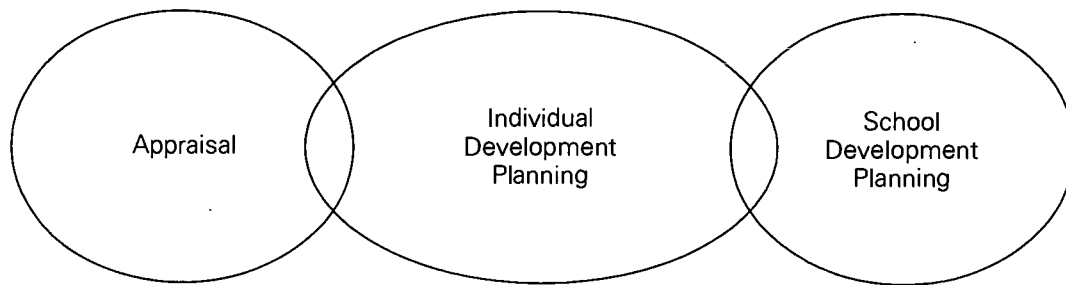 Appraisal
Individual
Development
Planning
School
Development
Planning